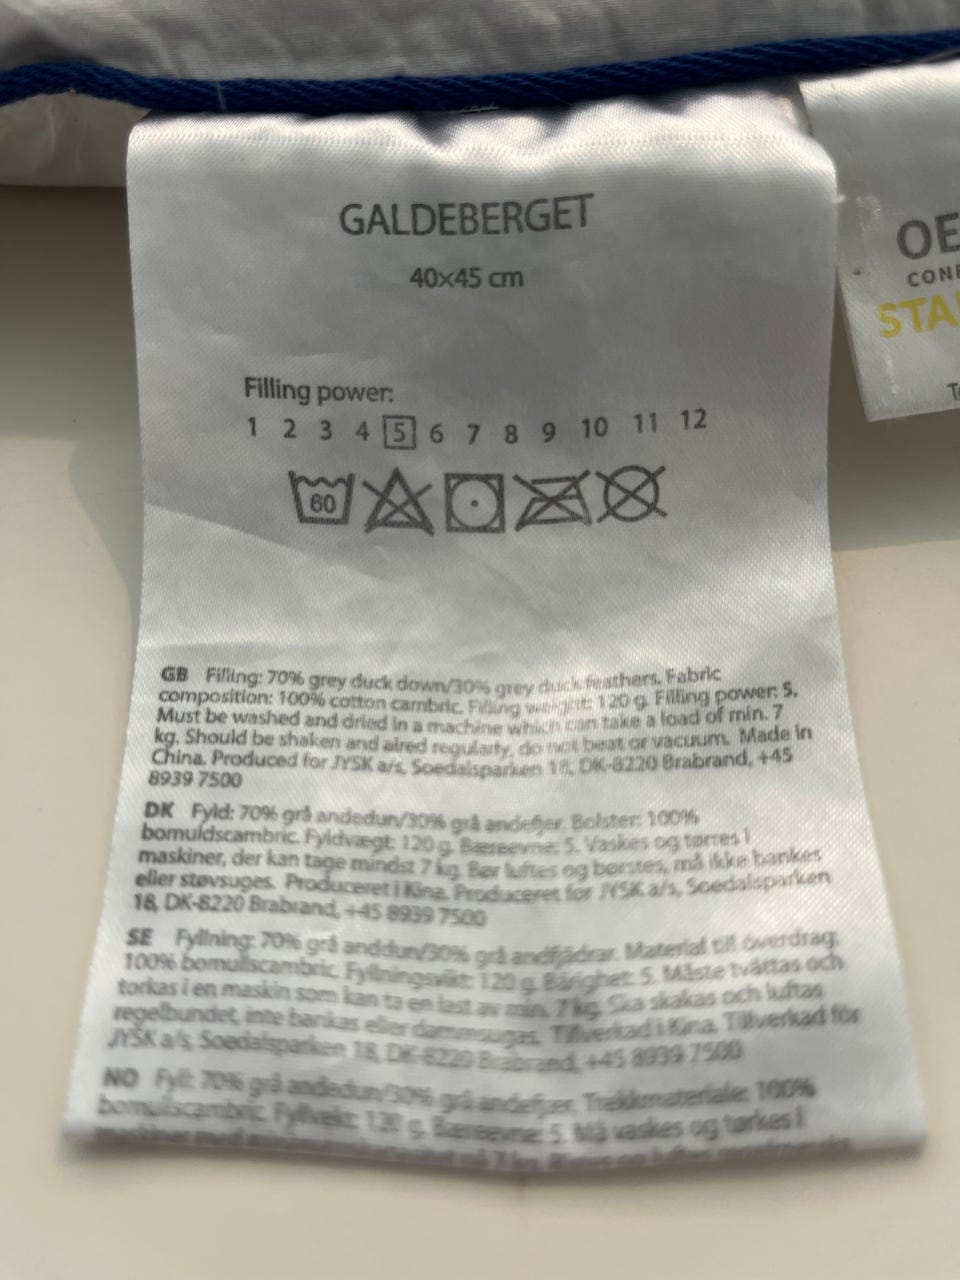 GALDEBERGET
40×45 cm
Filling power:
1 2 3 4 5 6 7 8 9 10 11 12
60
GB Filling: 70% grey duck down/30% grey duck feathers. Fabric
composition: 100% cotton cambric. Filling weight: 120 g. Filling power: 5.
Must be washed and dried in a machine which can take a load of min. 7
kg. Should be shaken and aired regularly, do not beat or vacuum. Made in
China. Produced for JYSK a/s, Soedalsparken 18, DK-8220 Brabrand, +45
8939 7500
DK Fyld: 70% grå andedun/30% grå andefjer. Bolster: 100%
bomuldscambric. Fyldvægt: 120 g. Bæreevne: 5. Vaskes og tørres i
maskiner, der kan tage mindst 7 kg. Bør luftes og børstes, må ikke bankes
eller støvsuges. Produceret i Kina. Produceret for JYSK a/s, Soedalsparken
18, DK-8220 Brabrand, +45 8939 7500
SE Fyllning: 70% grå anddun/30% grå andfjädrar. Material till överdrag:
100% bomullscambric. Fyllningsvikt: 120 g. Bärighet: 5. Måste tvättas och
torkas i en maskin som kan ta en last av min. 7 kg. Ska skakas och luftas
regelbundet, inte bankas eller dammsugas. Tillverkad i Kina. Tillverkad för
JYSK a/s, Soedalsparken 18, DK-8220 Brabrand, +45 8939 7500
NO Fyll: 70% grå andedun/30% grå andefjær. Trekkmateriale: 100%
bomullscambric. Fyllvekt: 120 g. Bæreevne: 5. Må vaskes og tørkes i
OE
CONF
STA